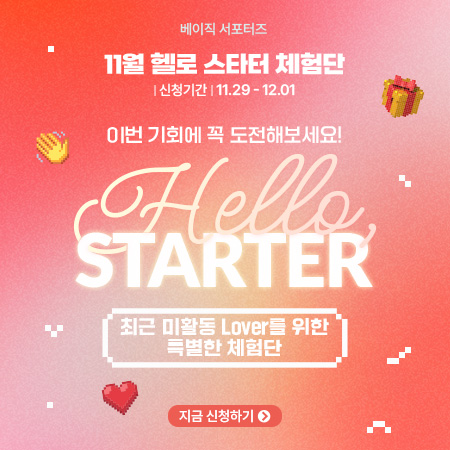 베이직 서포터즈
11월 헬로 스타터 체험단
| 신청기간 | 11.29 - 12.01
이번 기회에 꼭 도전해보세요!
Hello
STARTER
최근 미활동 Lover를 위한
특별한 체험단
지금 신청하기